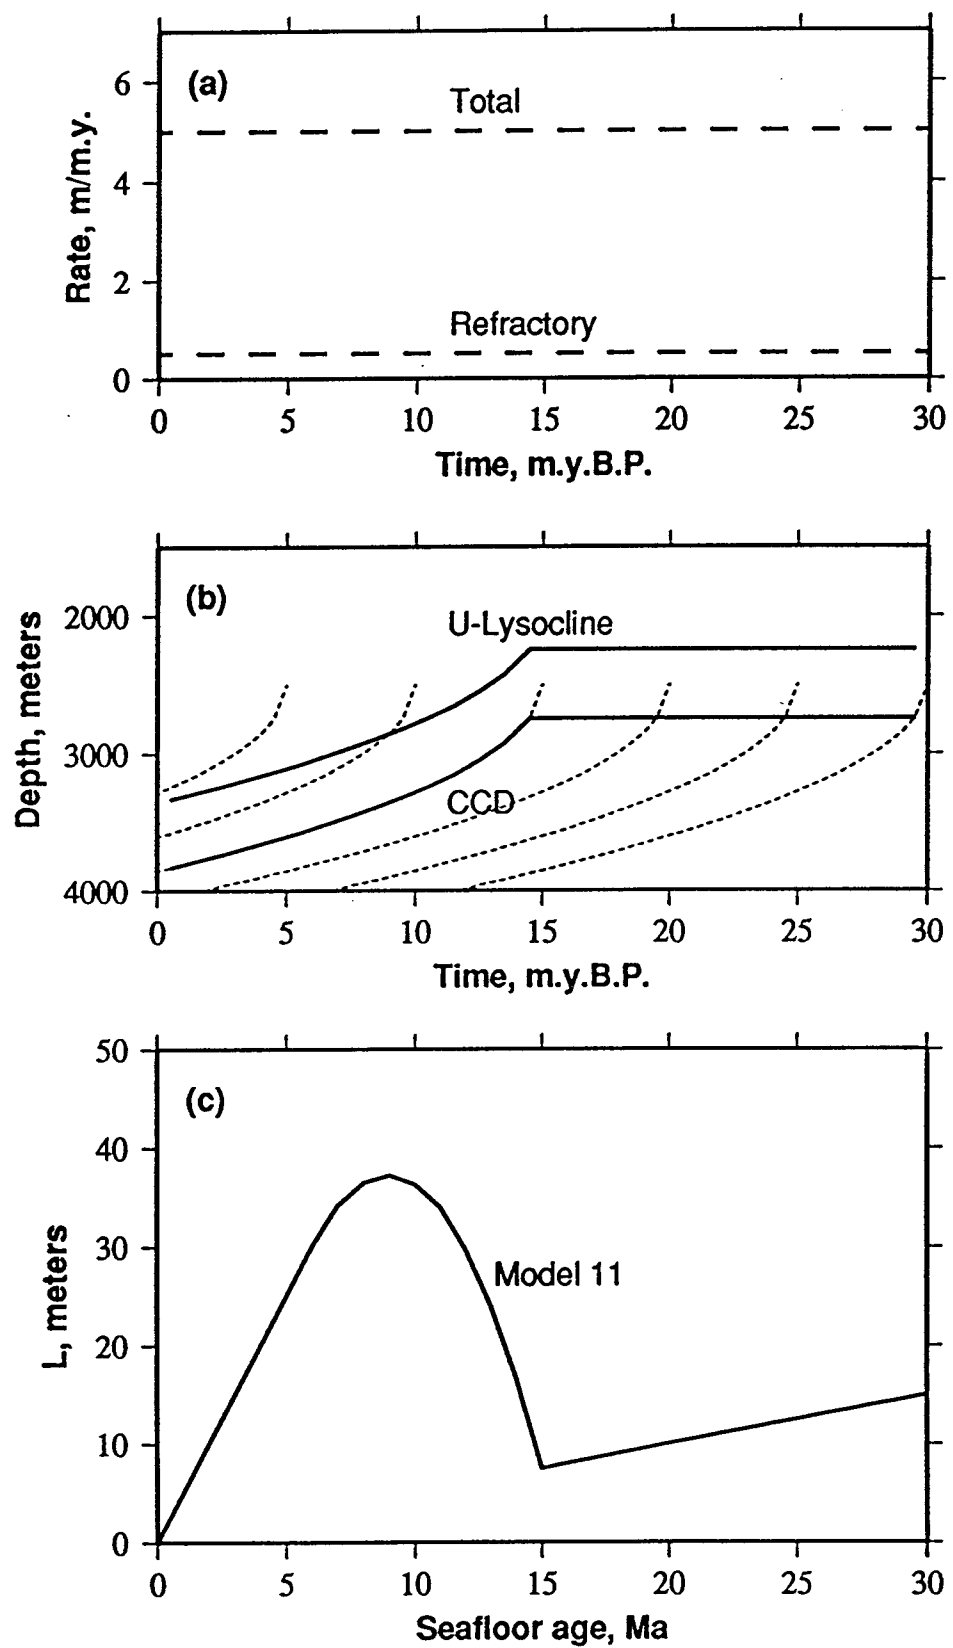 (a)
Total
Rate, m/m.y.
6
4
2
0
Refractory
0 5 10 15 20 25 30
Time, m.y.B.P.
(b)
U-Lysocline
Depth, meters
2000
3000
4000
CCD
0 5 10 15 20 25 30
Time, m.y.B.P.
(c)
L, meters
50
40
30
20
10
0
Model 11
0 5 10 15 20 25 30
Seafloor age, Ma